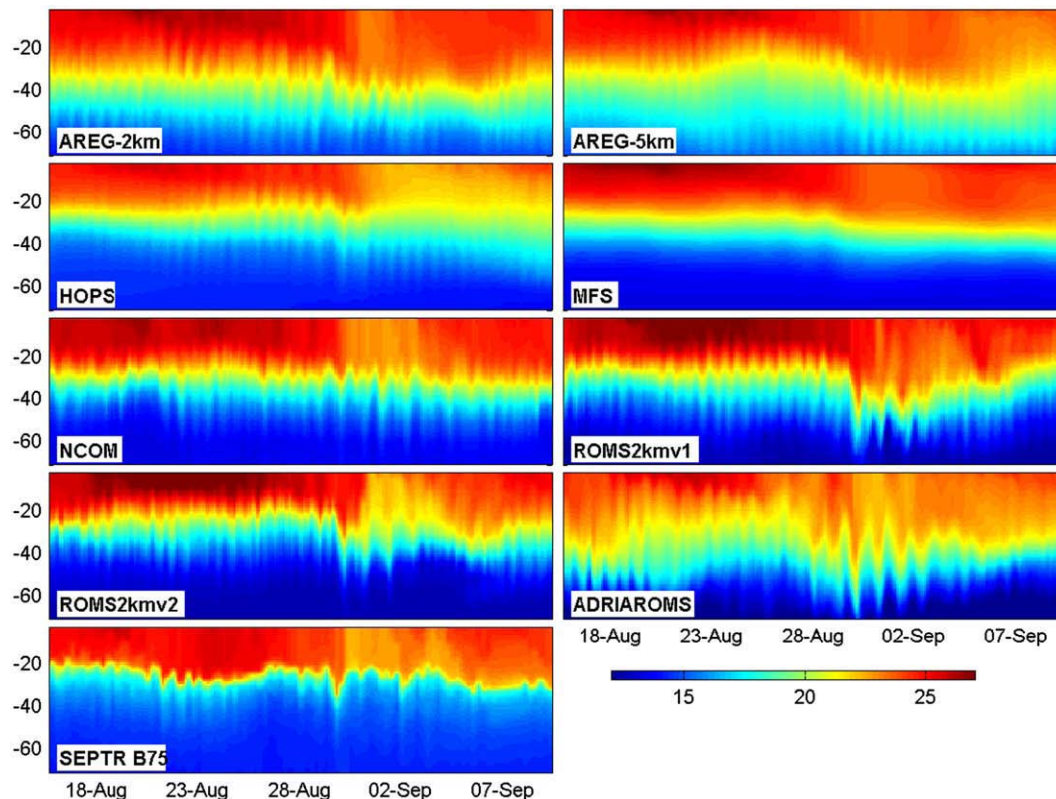 -20
-40
-60
AREG-2km
AREG-5km
-20
-40
-60
HOPS
MFS
-20
-40
-60
NCOM
ROMS2kmv1
-20
-40
-60
ROMS2kmv2
ADRIAROMS
18-Aug 23-Aug 28-Aug 02-Sep 07-Sep
-20
-40
-60
SEPTR B75
15 20 25
18-Aug 23-Aug 28-Aug 02-Sep 07-Sep